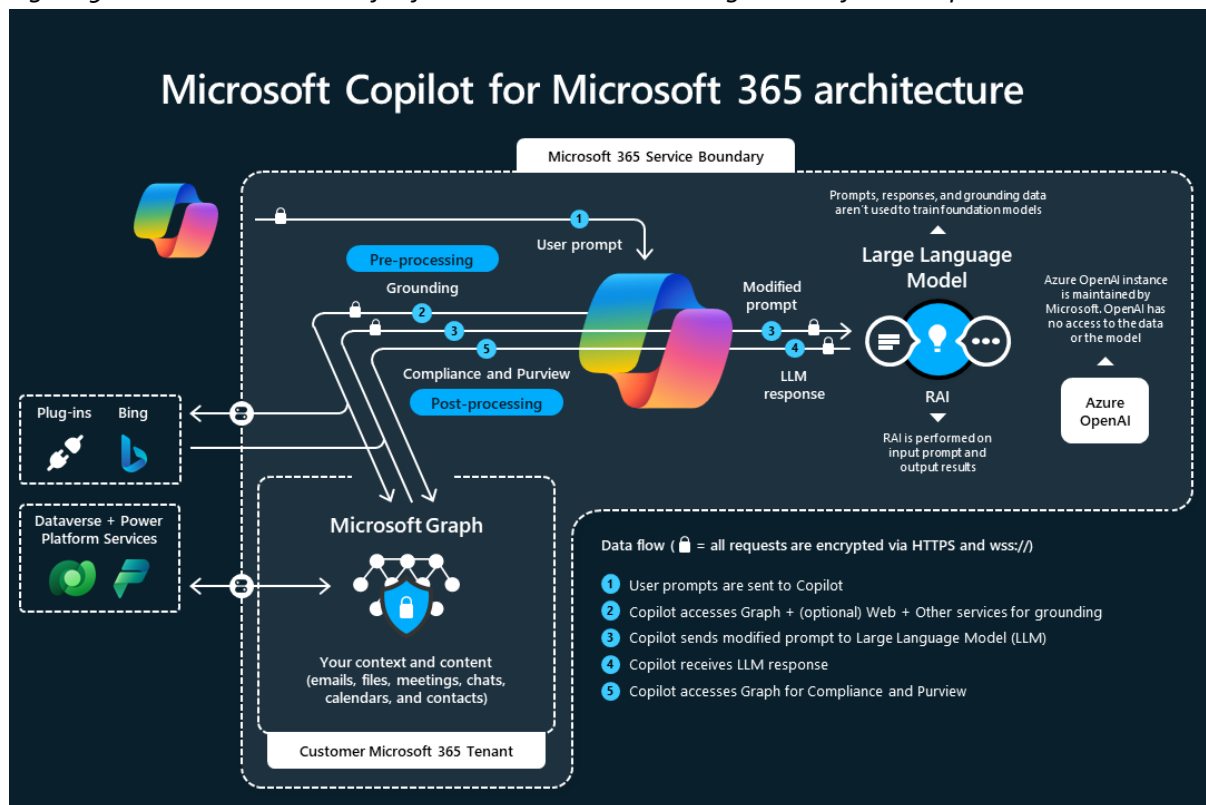 Microsoft Copilot for Microsoft 365 architecture
Microsoft 365 Service Boundary
Prompts, responses, and grounding data
aren't used to train foundation models
1
User prompt
Large Language
Model
Pre-processing
Grounding
2
Modified
prompt
Azure OpenAI instance
is maintained by
Microsoft. OpenAI has
no access to the data
or the model
3
3
5
4
Compliance and Purview
LLM
response
Post-processing
RAI
Azure
OpenAI
RAI is performed on
input prompt and
output results
Plug-ins
Bing
Dataverse + Power
Platform Services
Microsoft Graph
Your context and content
(emails, files, meetings, chats,
calendars, and contacts)
Customer Microsoft 365 Tenant
Data flow ( = all requests are encrypted via HTTPS and wss://)
1 User prompts are sent to Copilot
2 Copilot accesses Graph + (optional) Web + Other services for grounding
3 Copilot sends modified prompt to Large Language Model (LLM)
4 Copilot receives LLM response
5 Copilot accesses Graph for Compliance and Purview